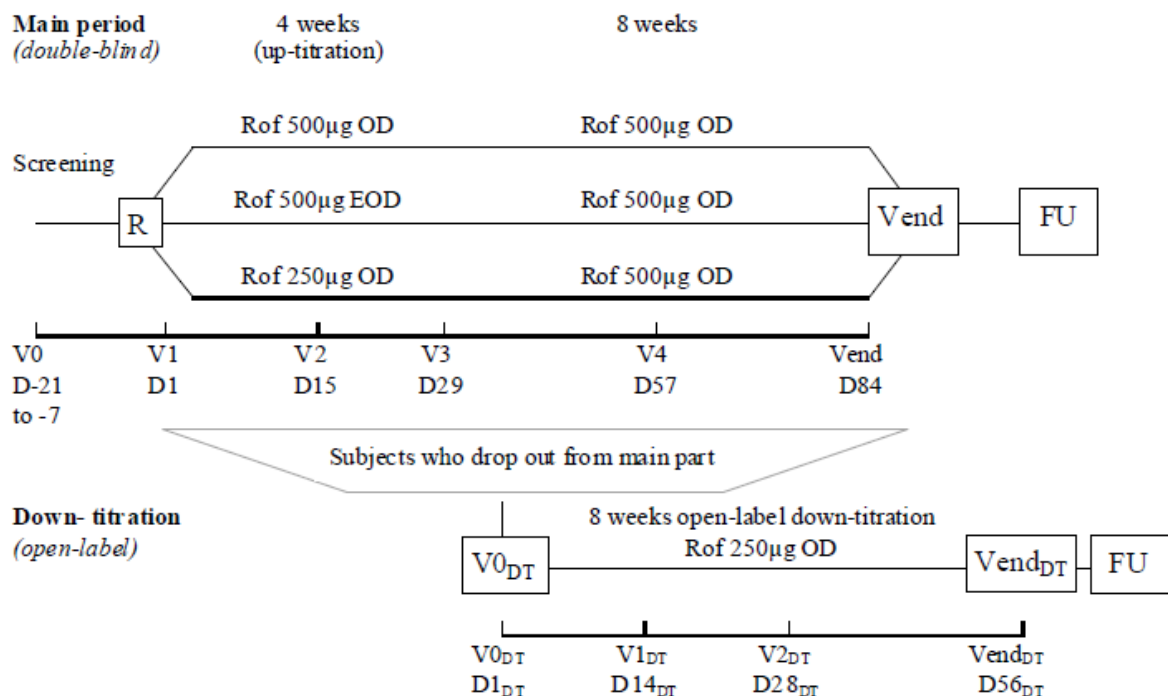 Main period 4 weeks 8 weeks
(double-blind) (up-titration)
Rof 500µg OD Rof 500µg OD
Screening
Rof 500µg EOD Rof 500µg OD
R Vend FU
Rof 250µg OD Rof 500µg OD
V0 V1 V2 V3 V4 Vend
D-21 D1 D15 D29 D57 D84
to -7
Subjects who drop out from main part
Down- titration 8 weeks open-label down-titration
(open-label) Rof 250µg OD
V0DT VendDT FU
V0DT V1DT V2DT VendDT
D1DT D14DT D28DT D56DT